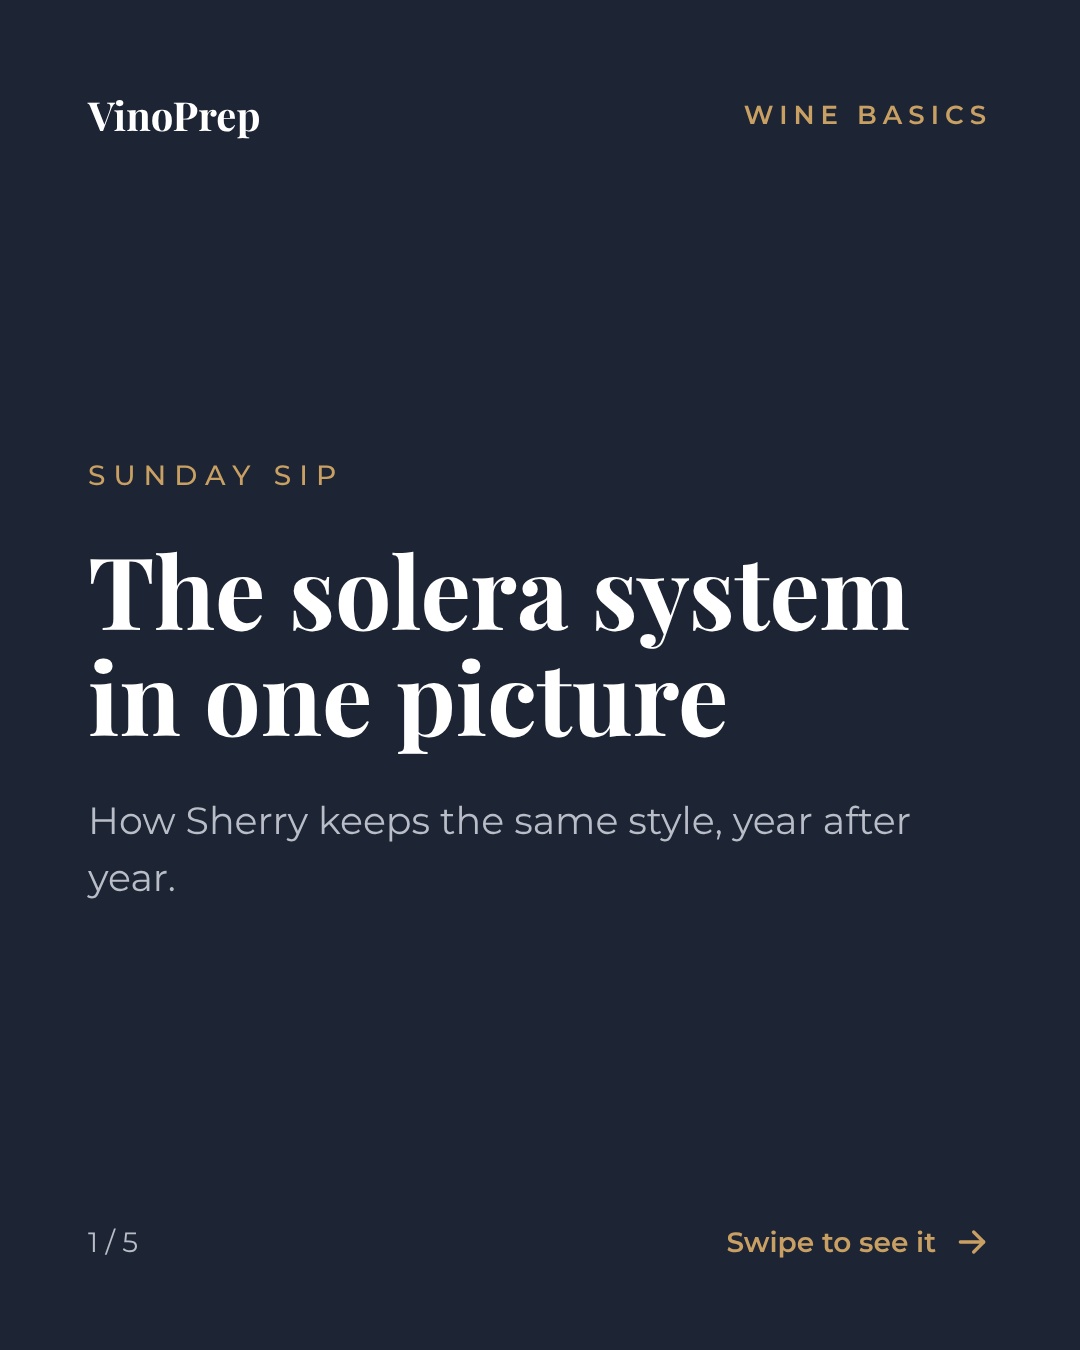 VinoPrep
WINE BASICS
SUNDAY SIP
The solera system
in one picture
How Sherry keeps the same style, year after
year.
1 / 5
Swipe to see it →